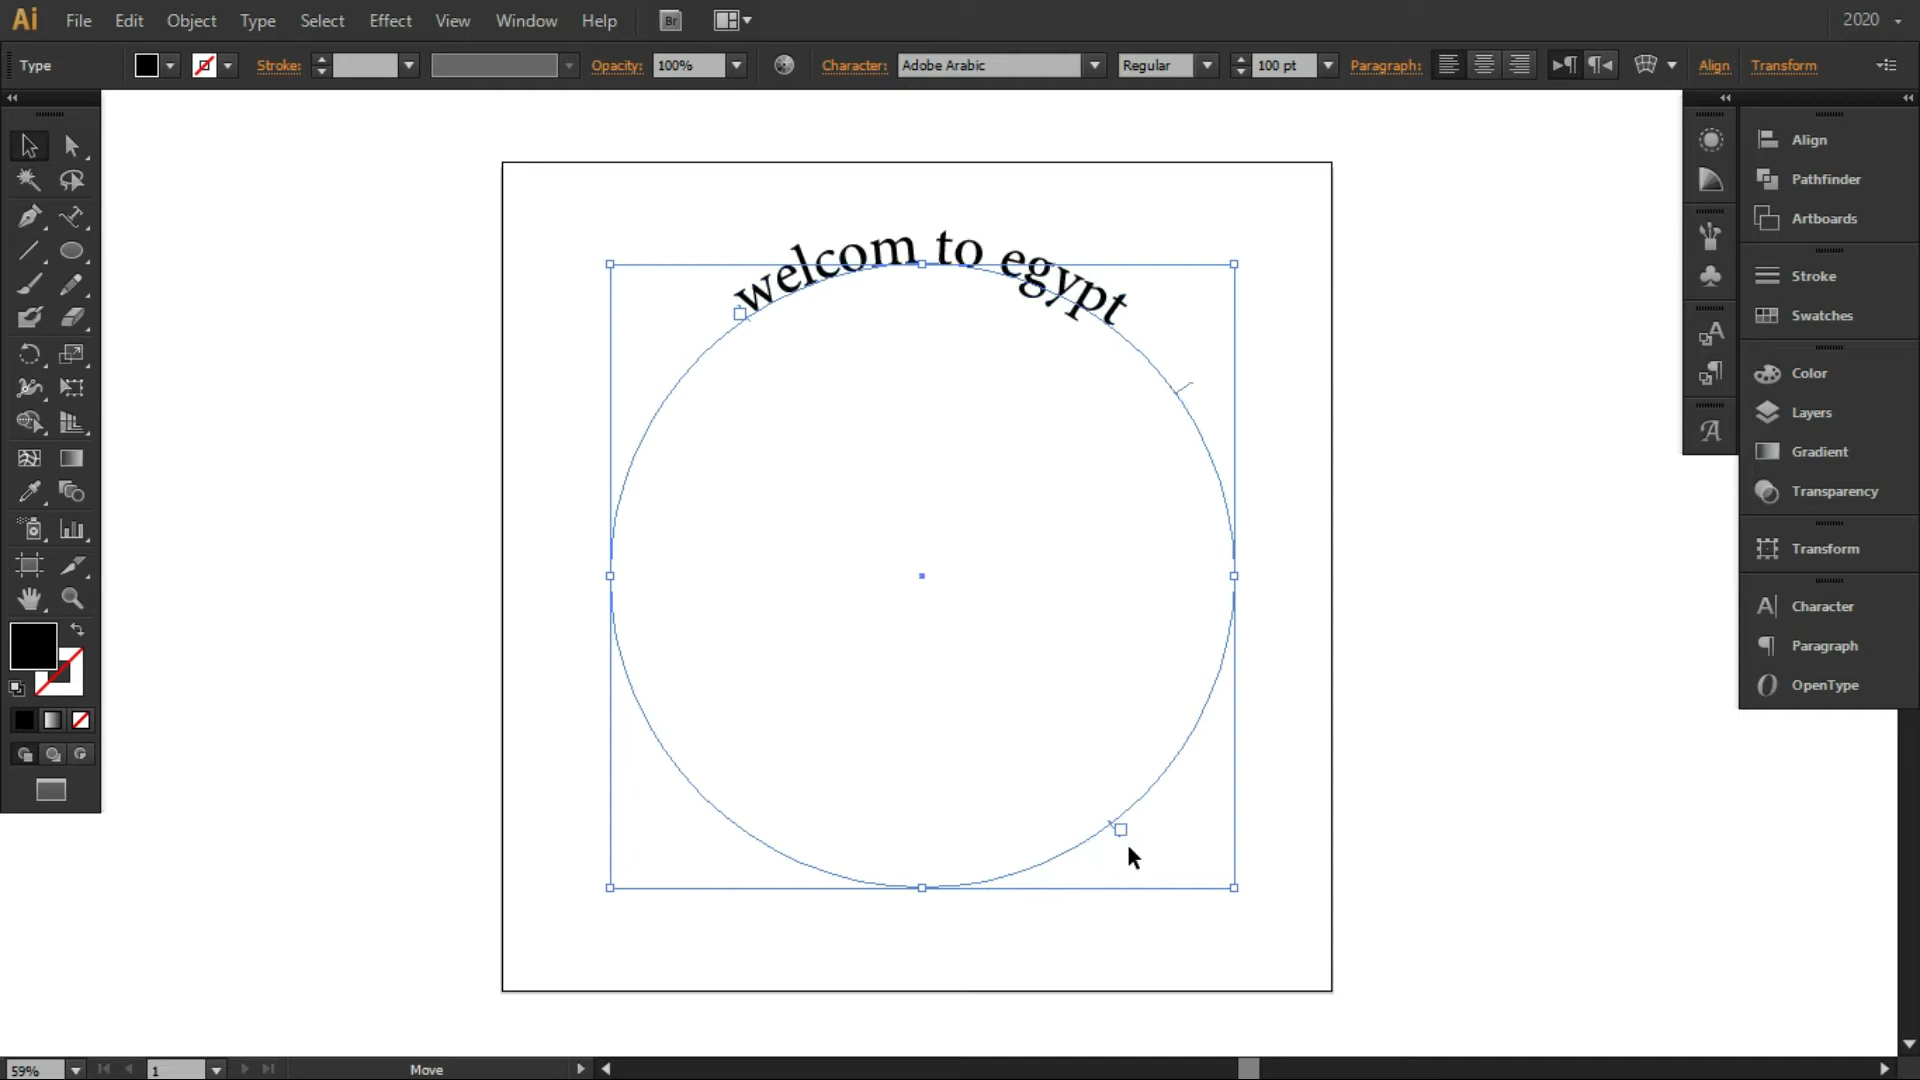 Ai File Edit Object Type Select Effect View Window Help Br 2020
Type Stroke: Opacity: 100% Character: Adobe Arabic Regular 100 pt Paragraph: Align Transform
welcom to egypt
Align
Pathfinder
Artboards
Stroke
Swatches
Color
Layers
Gradient
Transparency
Transform
Character
Paragraph
OpenType
59% 1 Move